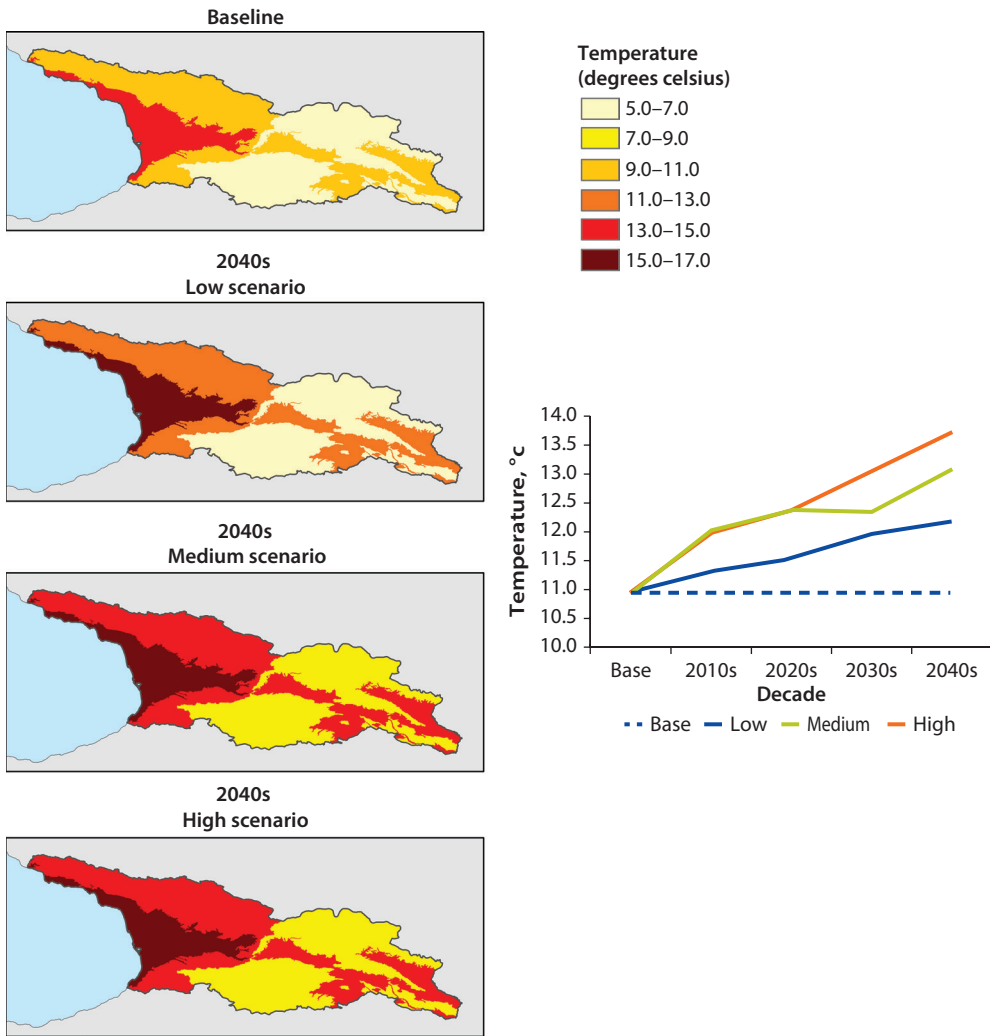 Baseline
Temperature
(degrees celsius)
5.0–7.0
7.0–9.0
9.0–11.0
11.0–13.0
13.0–15.0
15.0–17.0
2040s
Low scenario
2040s
Medium scenario
2040s
High scenario
Temperature, °c
14.0
13.5
13.0
12.5
12.0
11.5
11.0
10.5
10.0
Base
2010s
2020s
2030s
2040s
Decade
Base
Low
Medium
High